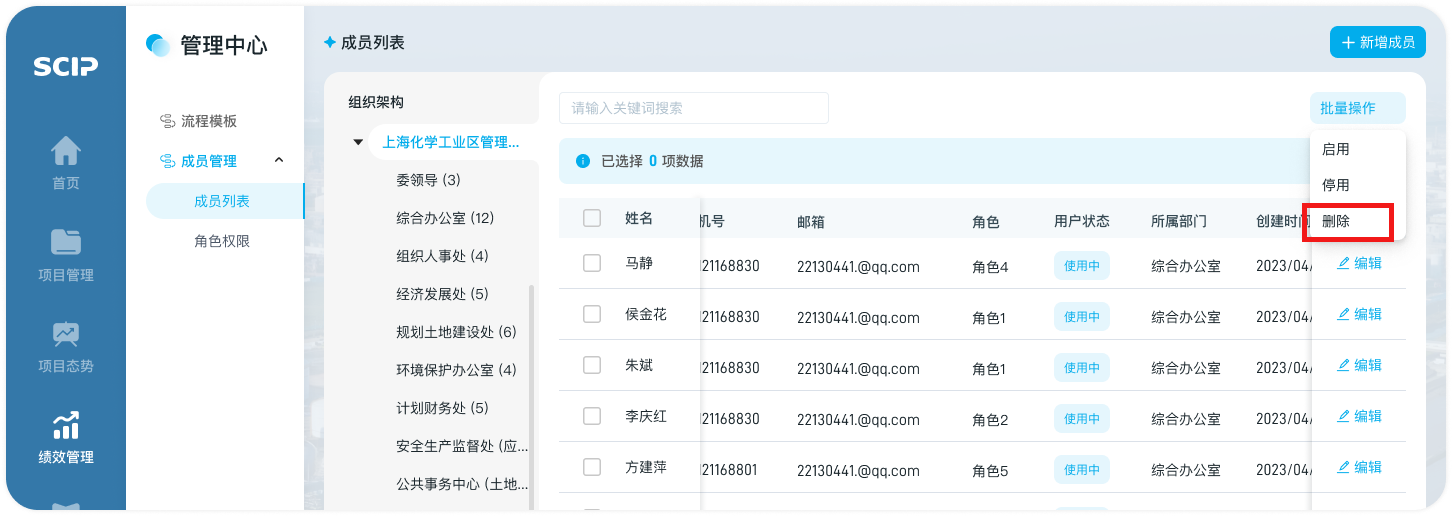 SCIP
首页
项目管理
项目态势
绩效管理
管理中心
流程模板
成员管理
成员列表
角色权限
成员列表
+ 新增成员
组织架构
上海化学工业区管理...
委领导 (3)
综合办公室 (12)
组织人事处 (4)
经济发展处 (5)
规划土地建设处 (6)
环境保护办公室 (4)
计划财务处 (5)
安全生产监督处 (应...
公共事务中心 (土地...
请输入关键词搜索
批量操作
启用
停用
删除
已选择 0 项数据
姓名 机号 邮箱 角色 用户状态 所属部门 创建时间
马静 121168830 22130441.@qq.com 角色4 使用中 综合办公室 2023/04/ 编辑
侯金花 121168830 22130441.@qq.com 角色1 使用中 综合办公室 2023/04/ 编辑
朱斌 121168830 22130441.@qq.com 角色1 使用中 综合办公室 2023/04/ 编辑
李庆红 121168830 22130441.@qq.com 角色2 使用中 综合办公室 2023/04/ 编辑
方建萍 121168801 22130441.@qq.com 角色5 使用中 综合办公室 2023/04/ 编辑